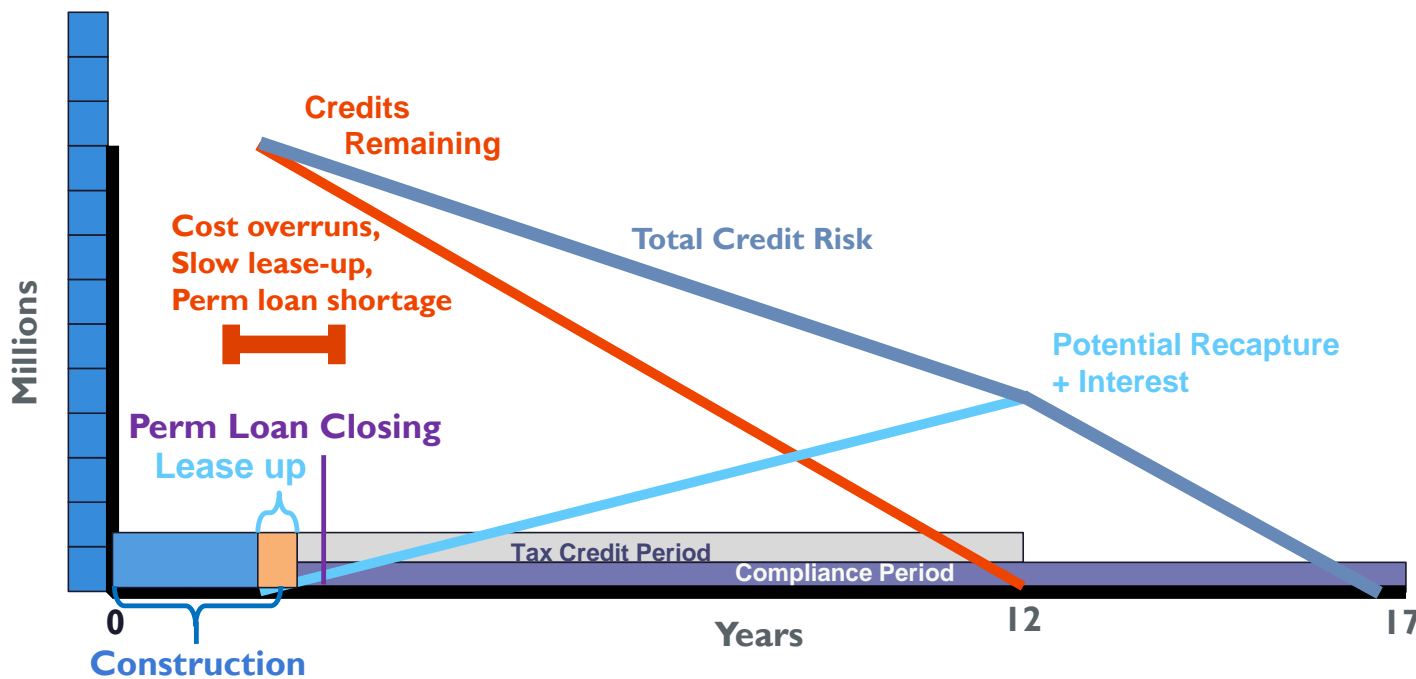 Credits
Remaining
Cost overruns,
Slow lease-up,
Perm loan shortage
Total Credit Risk
Potential Recapture
+ Interest
Millions
Perm Loan Closing
Lease up
Tax Credit Period
Compliance Period
0
12
17
Years
Construction